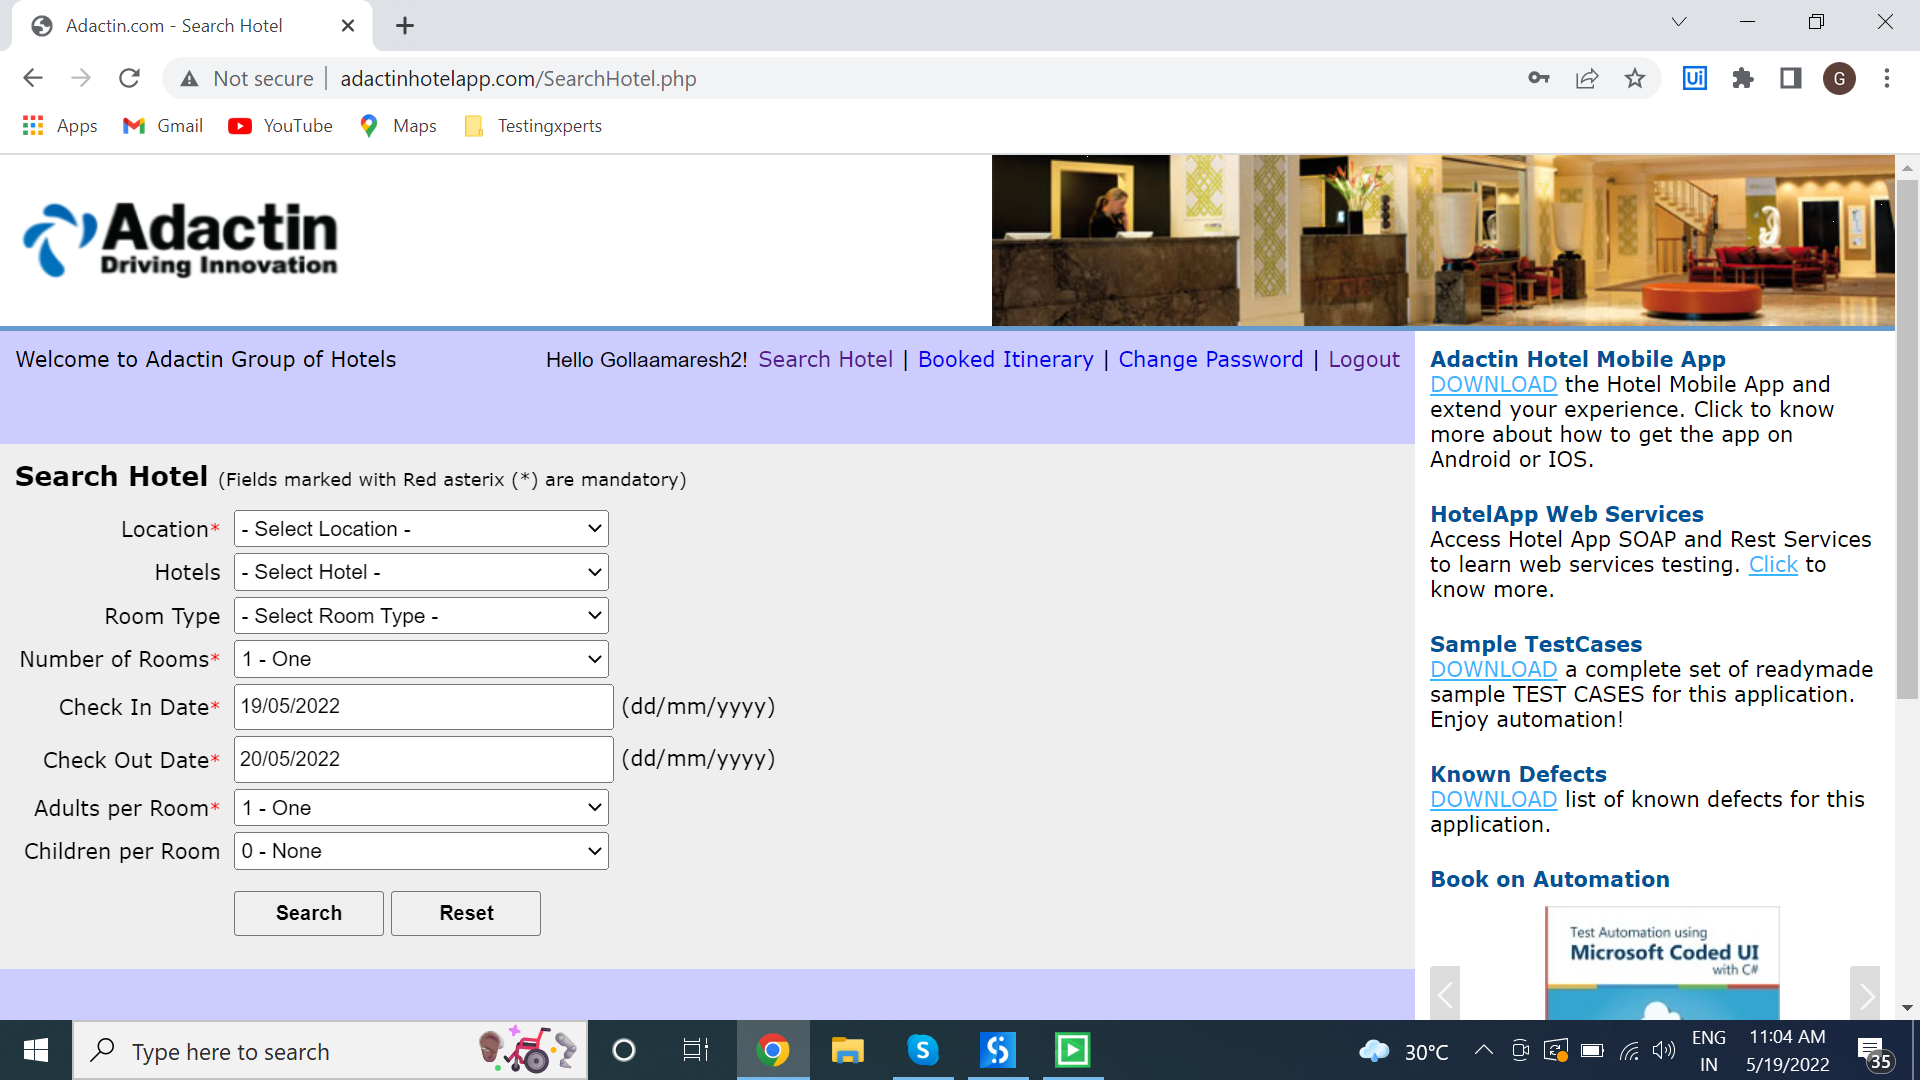 Adactin.com - Search Hotel
Not secure adactinhotelapp.com/SearchHotel.php
Ui
G
Apps Gmail YouTube Maps Testingxperts
Adactin
Driving Innovation
Welcome to Adactin Group of Hotels
Hello Gollaamaresh2! Search Hotel | Booked Itinerary | Change Password | Logout
Search Hotel (Fields marked with Red asterix (*) are mandatory)
Location* - Select Location -
Hotels - Select Hotel -
Room Type - Select Room Type -
Number of Rooms* 1 - One
Check In Date* 19/05/2022 (dd/mm/yyyy)
Check Out Date* 20/05/2022 (dd/mm/yyyy)
Adults per Room* 1 - One
Children per Room 0 - None
Search Reset
Adactin Hotel Mobile App
DOWNLOAD the Hotel Mobile App and
extend your experience. Click to know
more about how to get the app on
Android or IOS.
HotelApp Web Services
Access Hotel App SOAP and Rest Services
to learn web services testing. Click to
know more.
Sample TestCases
DOWNLOAD a complete set of readymade
sample TEST CASES for this application.
Enjoy automation!
Known Defects
DOWNLOAD list of known defects for this
application.
Book on Automation
Test Automation using
Microsoft Coded UI
with C#
Type here to search
30°C
ENG
IN
11:04 AM
5/19/2022
35